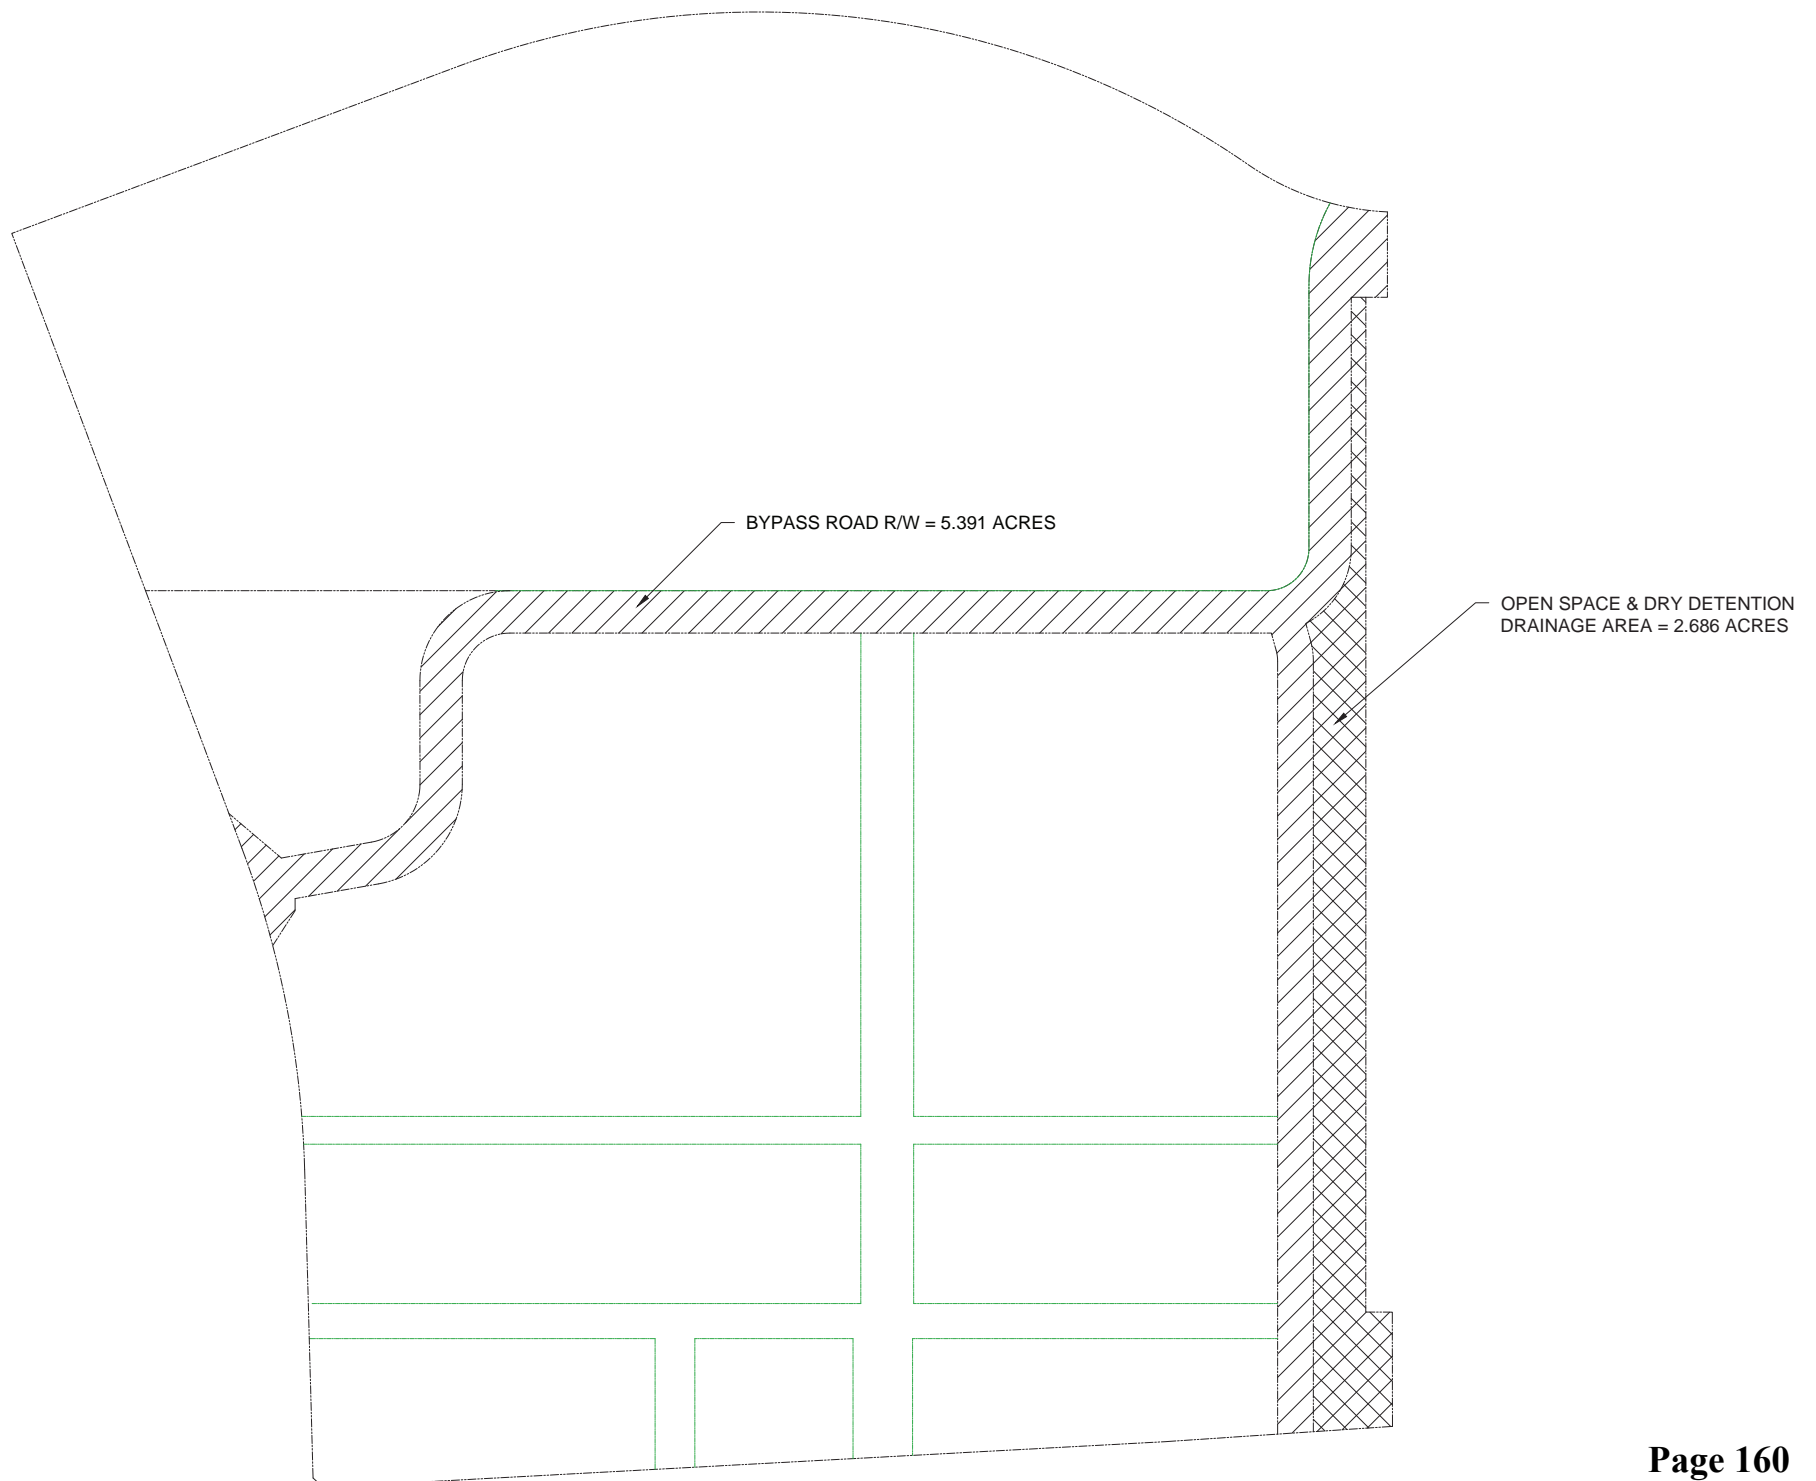 BYPASS ROAD R/W = 5.391 ACRES
OPEN SPACE & DRY DETENTION
DRAINAGE AREA = 2.686 ACRES
Page 160